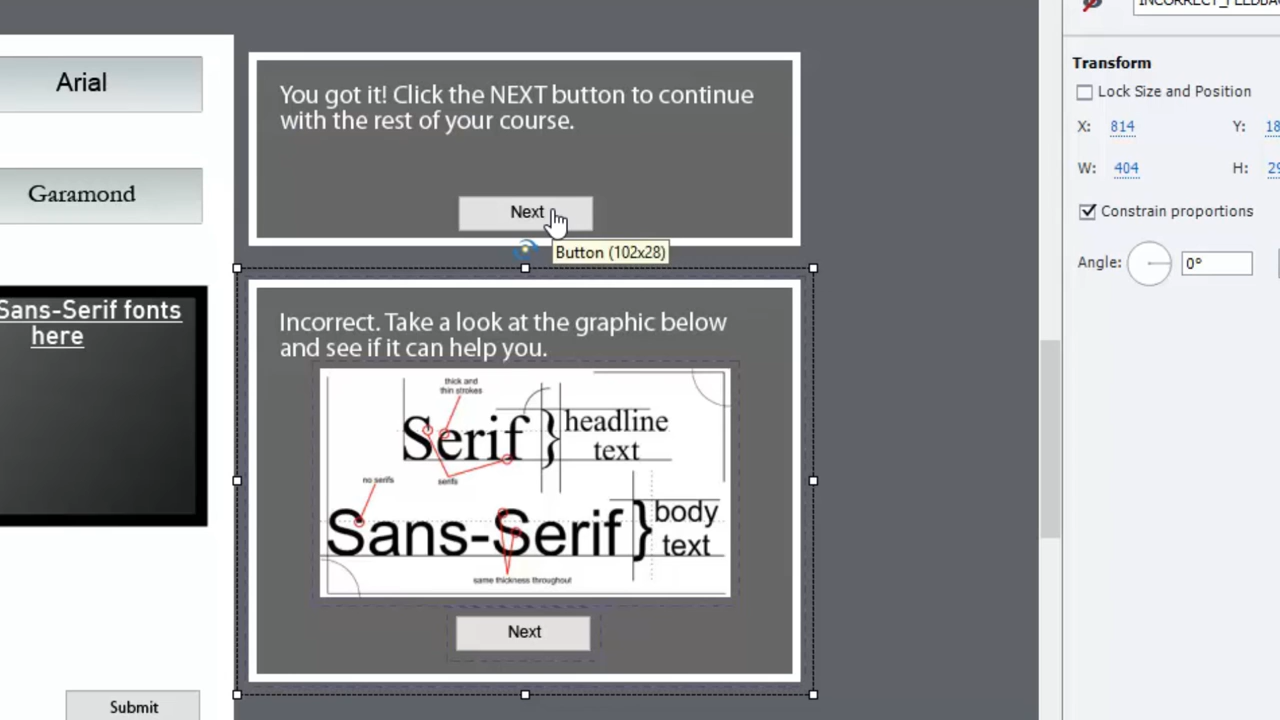 INCORRECT_FEEDBA
Transform
Lock Size and Position
X: 814 Y: 18
W: 404 H: 29
Constrain proportions
Angle: 0°
Arial
Garamond
Sans-Serif fonts
here
Submit
You got it! Click the NEXT button to continue
with the rest of your course.
Next
Button (102x28)
Incorrect. Take a look at the graphic below
and see if it can help you.
thick and
thin strokes
Serif } headline
text
no serifs
serifs
Sans-Serif } body
text
same thickness throughout
Next